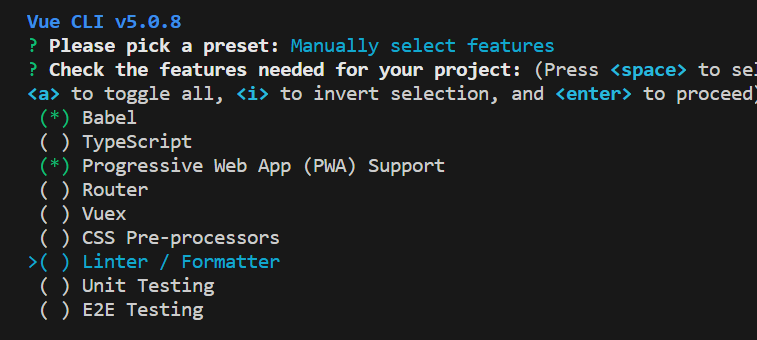 Vue CLI v5.0.8
? Please pick a preset: Manually select features
? Check the features needed for your project: (Press <space> to sel
<a> to toggle all, <i> to invert selection, and <enter> to proceed)
(*) Babel
( ) TypeScript
(*) Progressive Web App (PWA) Support
( ) Router
( ) Vuex
( ) CSS Pre-processors
>( ) Linter / Formatter
( ) Unit Testing
( ) E2E Testing